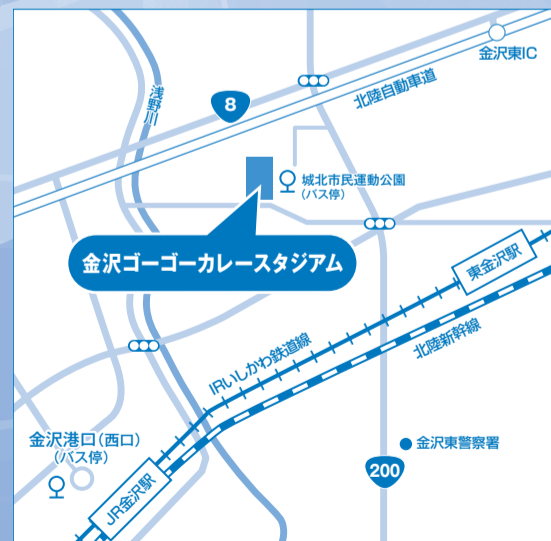 金沢東IC
北陸自動車道
浅野川
8
城北市民運動公園
(バス停)
金沢ゴーゴーカレースタジアム
東金沢駅
IRいしかわ鉄道線
北陸新幹線
金沢港口(西口)
(バス停)
金沢東警察署
200
JR金沢駅